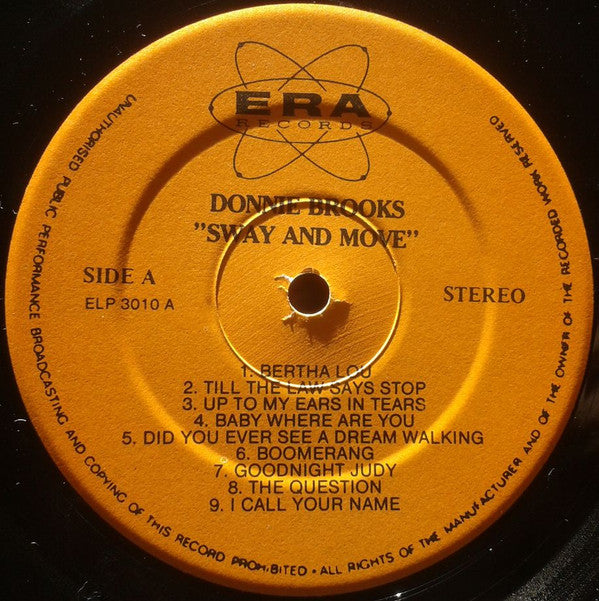 ERA
RECORDS
DONNIE BROOKS
"SWAY AND MOVE"
SIDE A
ELP 3010 A
STEREO
1. BERTHA LOU
2. TILL THE LAW SAYS STOP
3. UP TO MY EARS IN TEARS
4. BABY WHERE ARE YOU
5. DID YOU EVER SEE A DREAM WALKING
6. BOOMERANG
7. GOODNIGHT JUDY
8. THE QUESTION
9. I CALL YOUR NAME
UNAUTHORISED PUBLIC PERFORMANCE BROADCASTING AND COPYING OF THIS RECORD PROHIBITED • ALL RIGHTS OF THE MANUFACTURER AND OF THE OWNER OF THE RECORDED WORK RESERVED